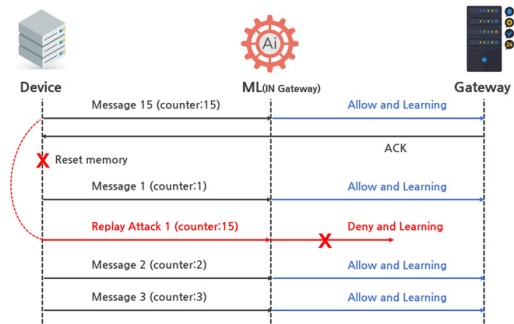 Ai
24
Device
ML(IN Gateway)
Gateway
Message 15 (counter:15)
Allow and Learning
ACK
X Reset memory
Message 1 (counter:1)
Allow and Learning
Replay Attack 1 (counter:15)
X
Deny and Learning
Message 2 (counter:2)
Allow and Learning
Message 3 (counter:3)
Allow and Learning